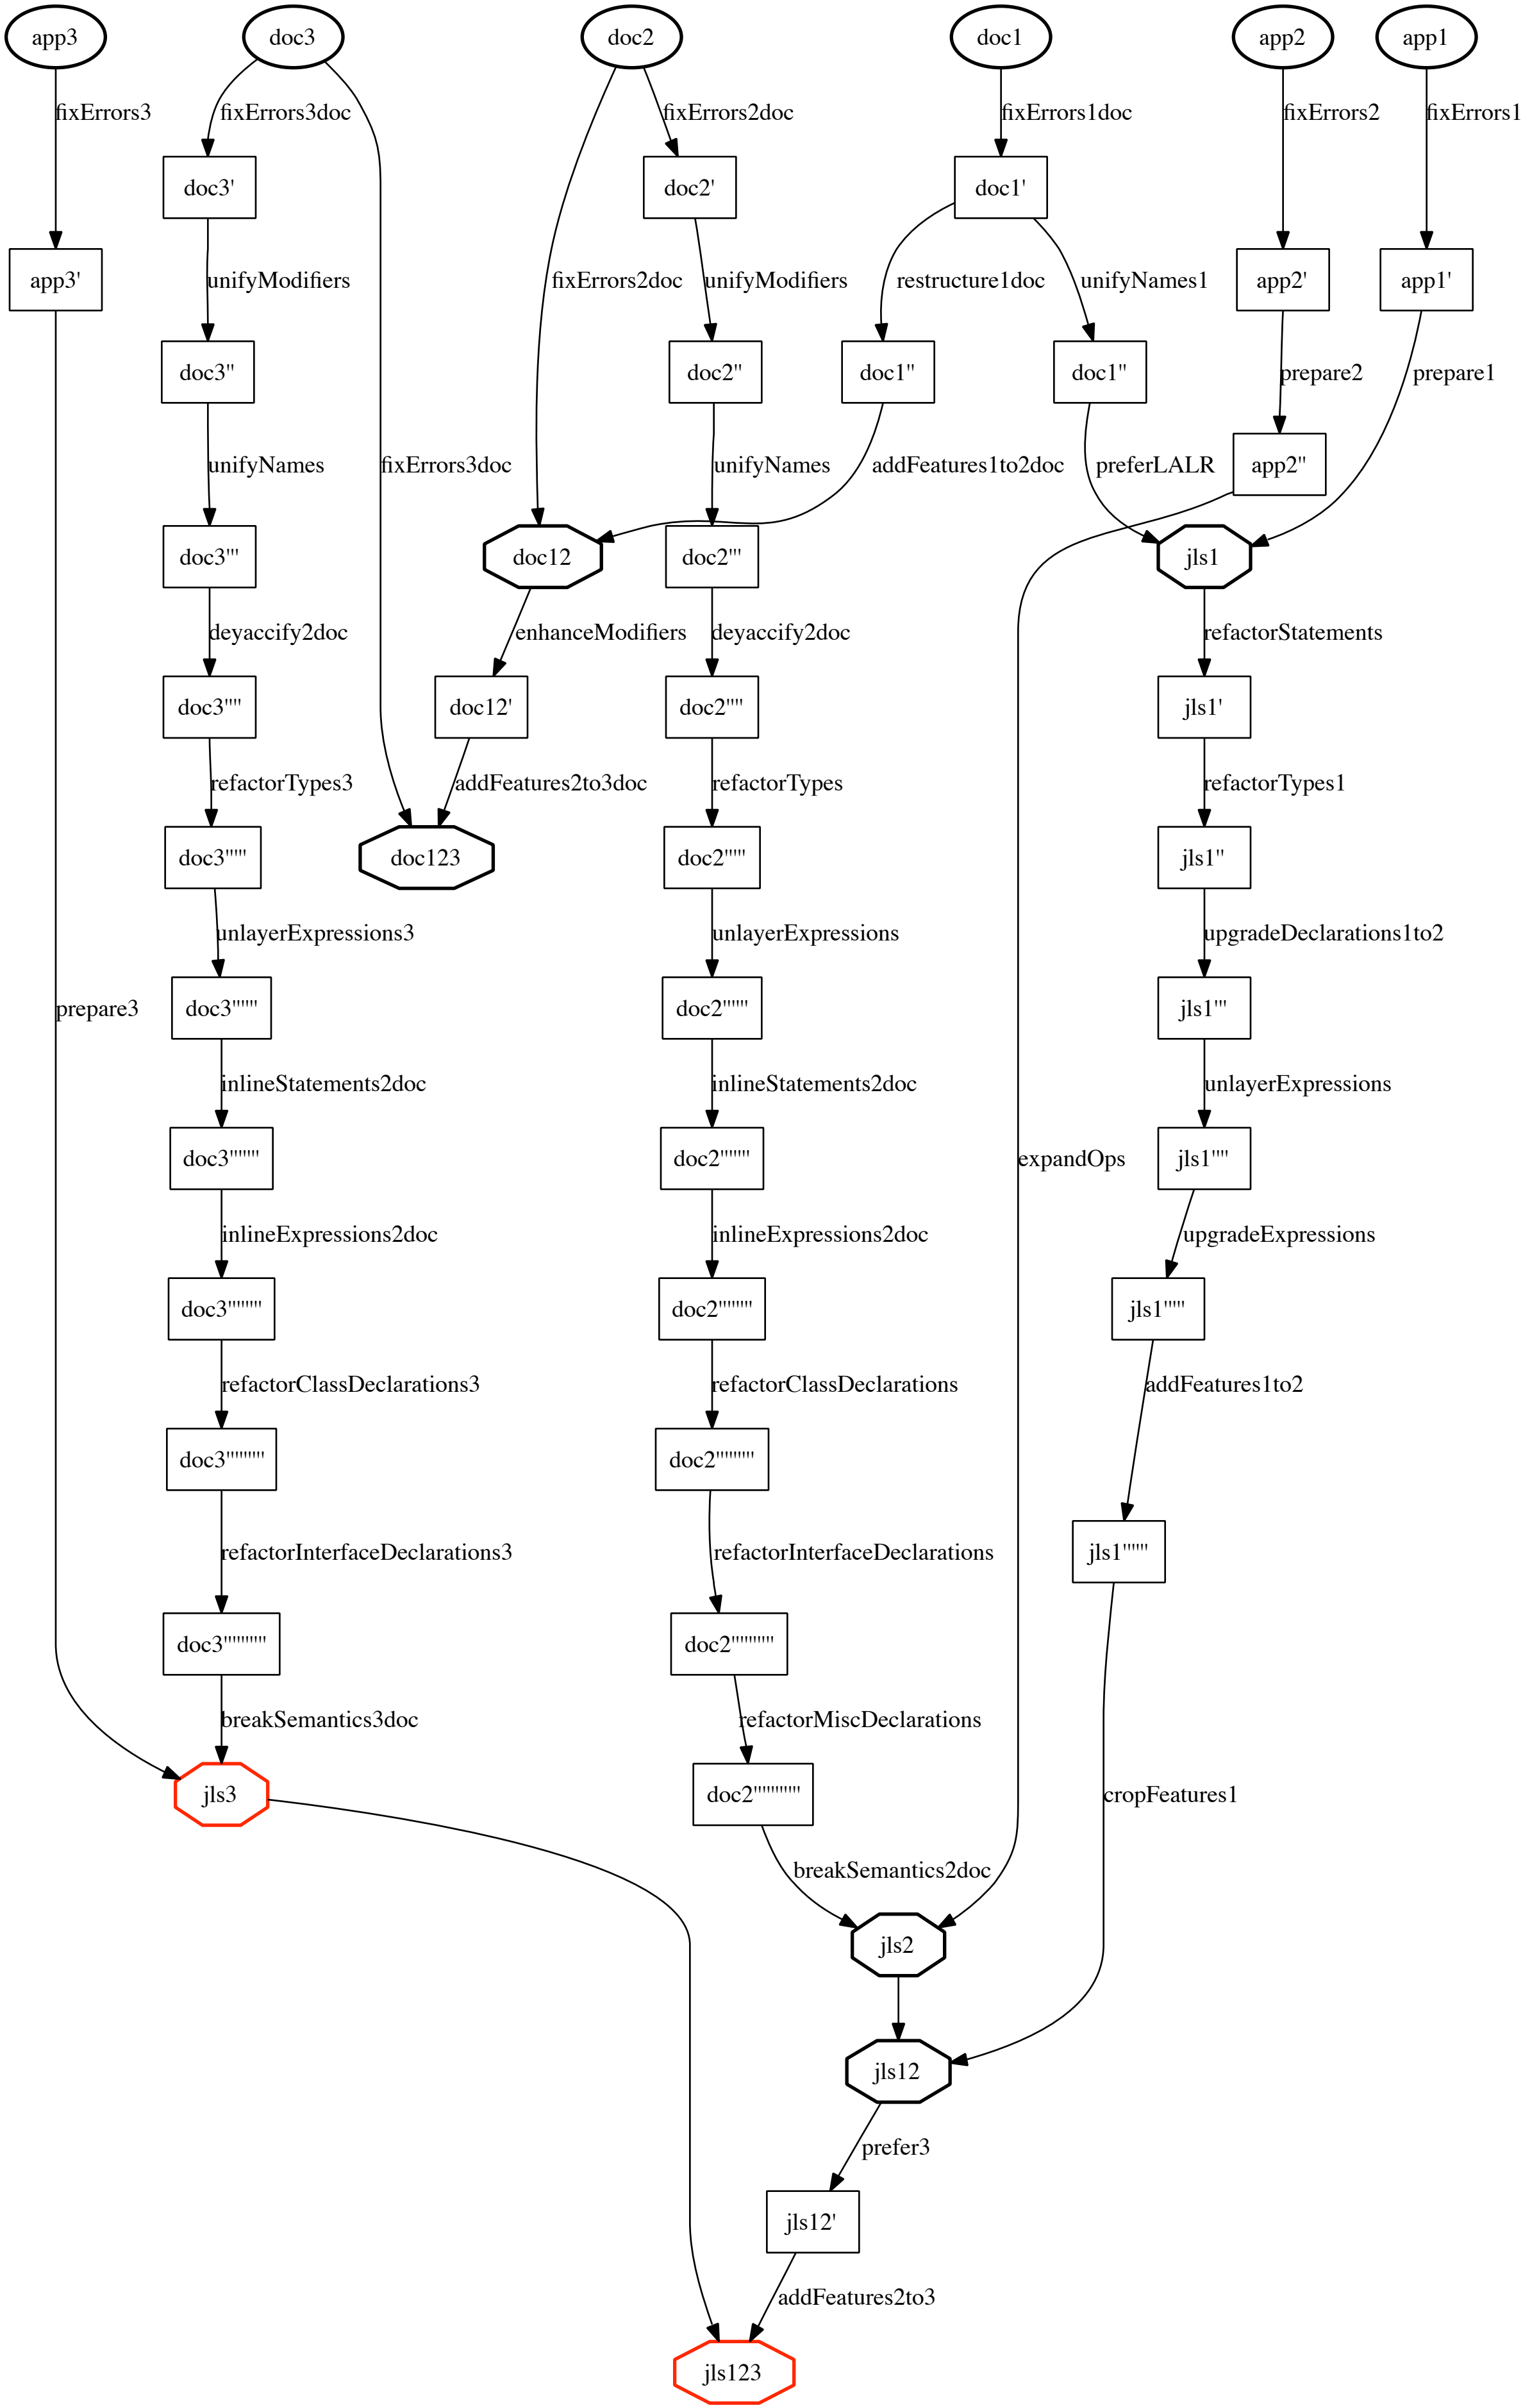 app3 doc3 doc2 doc1 app2 app1
fixErrors3 fixErrors3doc fixErrors2doc fixErrors1doc fixErrors2 fixErrors1
doc3' doc2' doc1'
app3' unifyModifiers fixErrors2doc unifyModifiers restructure1doc unifyNames1 app2' app1'
doc3'' doc2'' doc1'' doc1'' prepare2 prepare1
unifyNames fixErrors3doc unifyNames addFeatures1to2doc preferLALR app2''
doc3''' doc12 doc2''' jls1
deyaccify2doc enhanceModifiers deyaccify2doc refactorStatements
doc3'''' doc12' doc2'''' jls1'
refactorTypes3 addFeatures2to3doc refactorTypes refactorTypes1
doc3''''' doc123 doc2''''' jls1''
unlayerExpressions3 unlayerExpressions upgradeDeclarations1to2
prepare3 doc3'''''' doc2'''''' jls1'''
inlineStatements2doc inlineStatements2doc unlayerExpressions
doc3''''''' doc2''''''' expandOps jls1''''
inlineExpressions2doc inlineExpressions2doc upgradeExpressions
doc3'''''''' doc2'''''''' jls1'''''
refactorClassDeclarations3 refactorClassDeclarations addFeatures1to2
doc3''''''''' doc2'''''''''
refactorInterfaceDeclarations3 refactorInterfaceDeclarations jls1''''''
doc3'''''''''' doc2''''''''''
breakSemantics3doc refactorMiscDeclarations
jls3 doc2''''''''''' cropFeatures1
breakSemantics2doc
jls2
jls12
prefer3
jls12'
addFeatures2to3
jls123